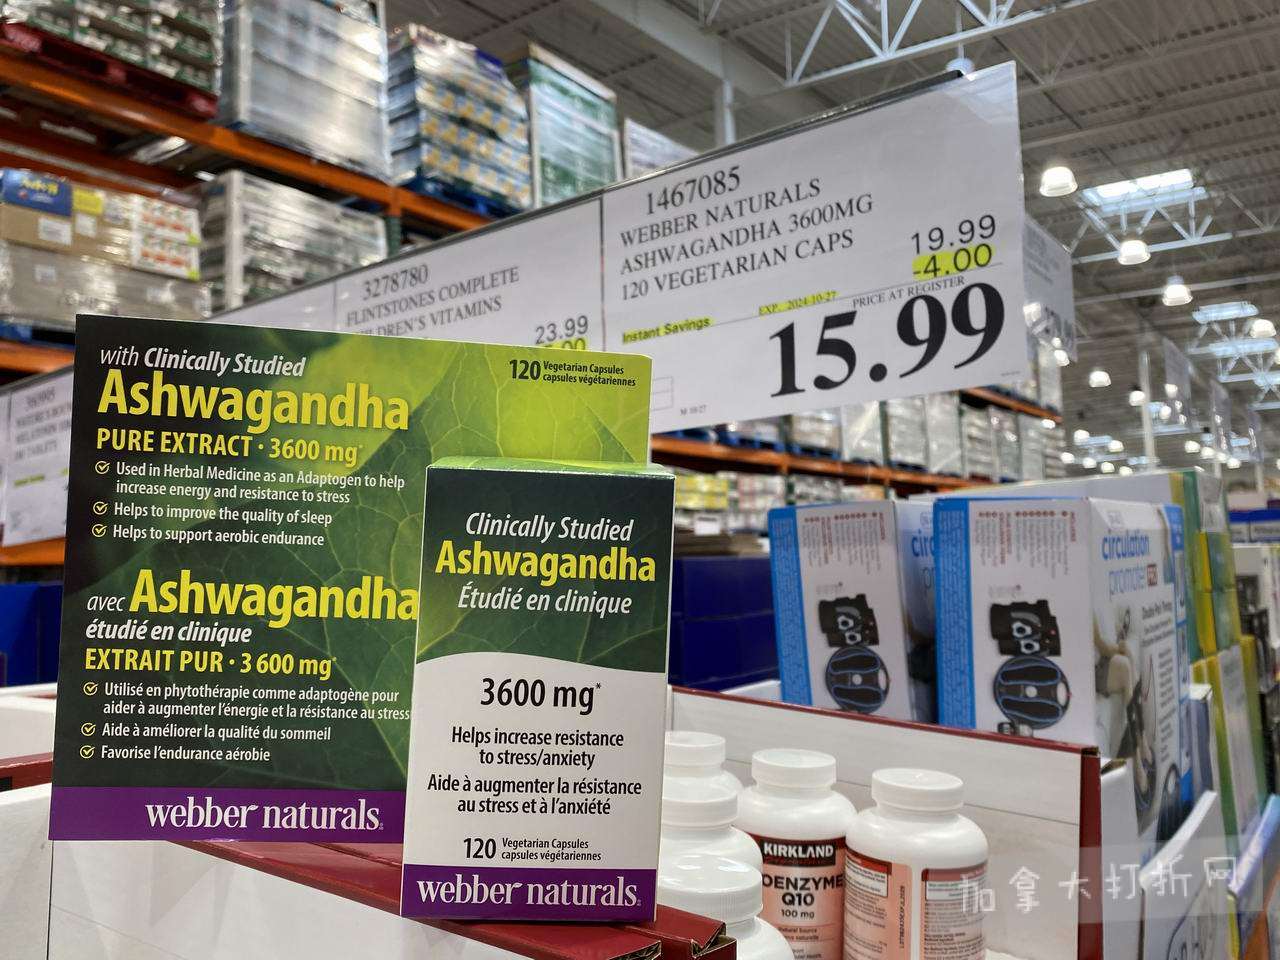 1467085
WEBBER NATURALS
ASHWAGANDHA 3600MG
120 VEGETARIAN CAPS
19.99
-4.00
EXP. 2024-10-27
PRICE AT REGISTER
Instant Savings
15.99
M 10/27
3278780
FLINTSTONES COMPLETE
VITAMINS
23.99
with Clinically Studied
Ashwagandha
PURE EXTRACT · 3600 mg*
Used in Herbal Medicine as an Adaptogen to help
increase energy and resistance to stress
Helps to improve the quality of sleep
Helps to support aerobic endurance
120 Vegetarian Capsules
capsules végétariennes
avec Ashwagandha
étudié en clinique
EXTRAIT PUR · 3 600 mg*
Utilisé en phytothérapie comme adaptogène pour
aider à augmenter l'énergie et la résistance au stress
Aide à améliorer la qualité du sommeil
Favorise l'endurance aérobie
webber naturals
Clinically Studied
Ashwagandha
Étudié en clinique
3600 mg*
Helps increase resistance
to stress/anxiety
Aide à augmenter la résistance
au stress et à l'anxiété
120 Vegetarian Capsules
capsules végétariennes
webber naturals
KIRKLAND
OENZYME
Q10
100 mg
circulation
promoter
加拿大打折网